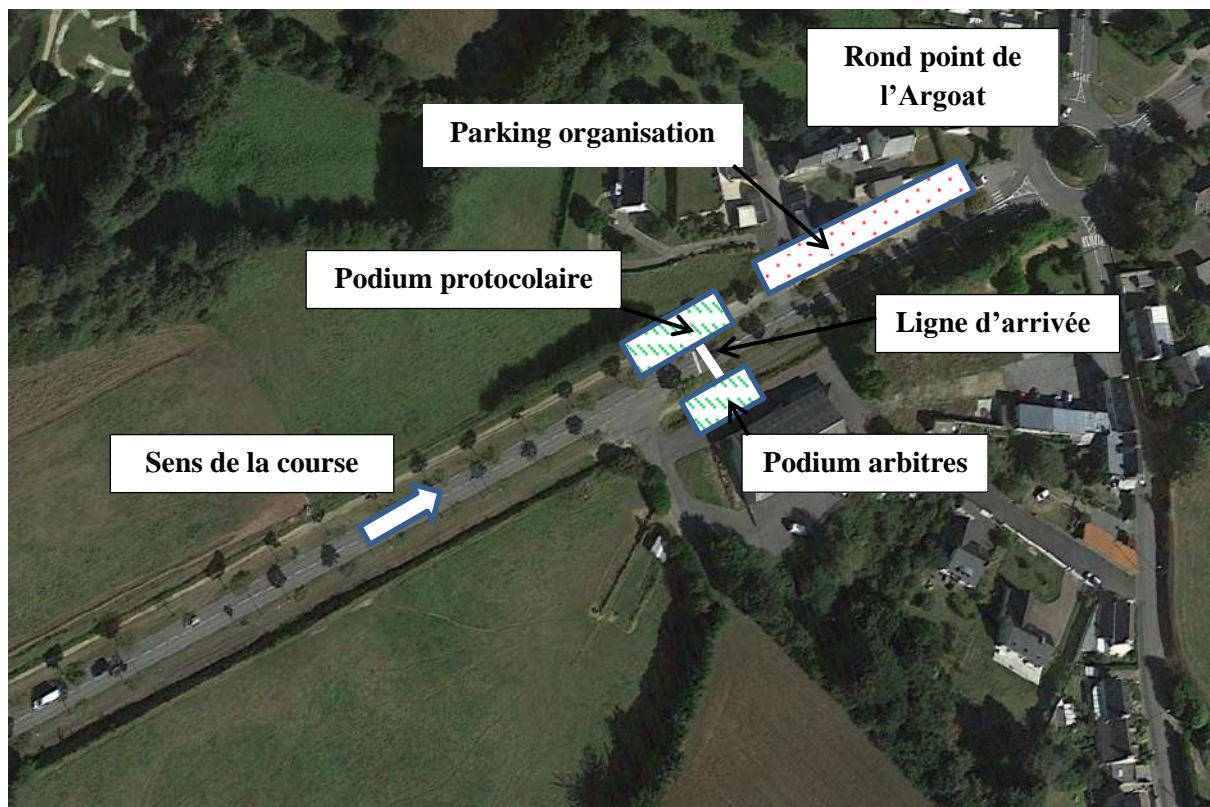 Rond point de
l'Argoat
Parking organisation
Podium protocolaire
Ligne d'arrivée
Sens de la course
Podium arbitres